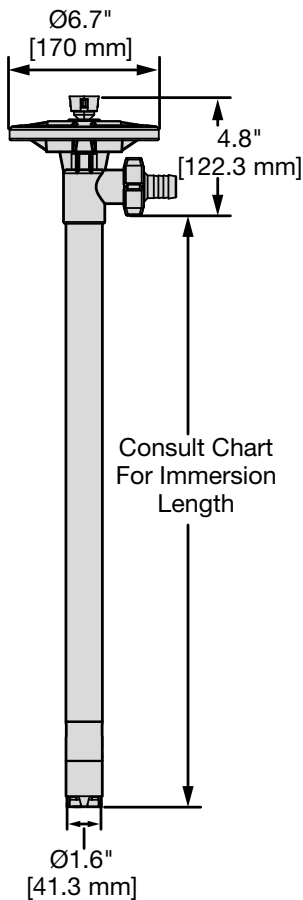 Ø6.7"
[170 mm]
4.8"
[122.3 mm]
Consult Chart
For Immersion
Length
Ø1.6"
[41.3 mm]